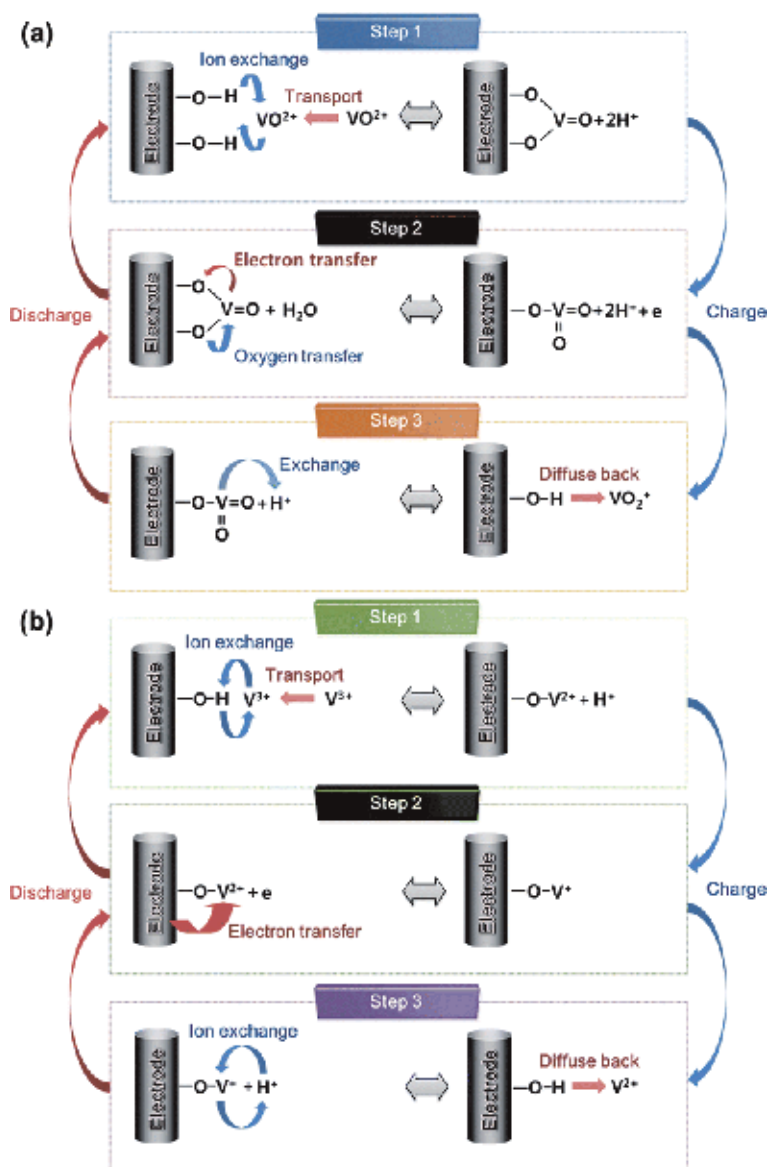 (a)
Step 1
Ion exchange
Electrode
O-H
O-H
Transport
VO²⁺
VO²⁺
Electrode
O
O
V=O+2H⁺
Step 2
Electrode
O
O
Electron transfer
V=O + H₂O
Oxygen transfer
Electrode
O-V=O+2H⁺+e
O
Discharge
Charge
Step 3
Electrode
Exchange
O-V=O+H⁺
O
Electrode
Diffuse back
O-H
VO₂⁺
(b)
Step 1
Ion exchange
Electrode
O-H
V³⁺
Transport
V³⁺
Electrode
O-V²⁺+H⁺
Step 2
Electrode
O-V²⁺+e
Electron transfer
Electrode
O-V⁺
Discharge
Charge
Step 3
Ion exchange
Electrode
O-V⁺+H⁺
Electrode
Diffuse back
O-H
V²⁺